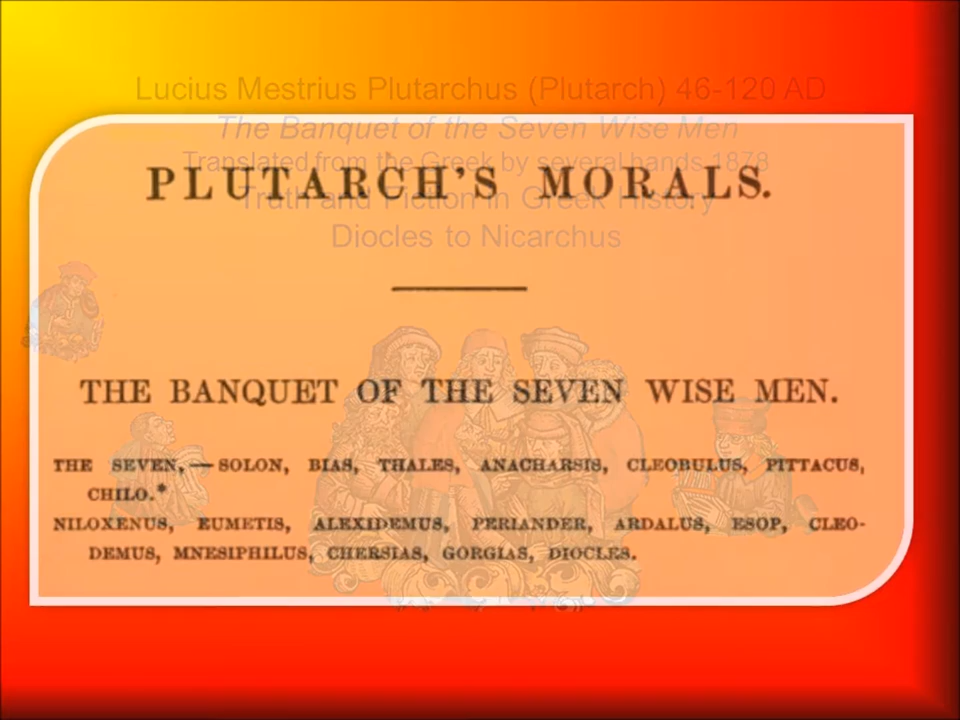 Lucius Mestrius Plutarchus (Plutarch) 46-120 AD
The Banquet of the Seven Wise Men
Translated from the Greek by several hands 1878
PLUTARCH'S MORALS.
Truth and Fiction in Greek History
Diocles to Nicarchus
THE BANQUET OF THE SEVEN WISE MEN.
THE SEVEN,—SOLON, BIAS, THALES, ANACHARSIS, CLEOBULUS, PITTACUS,
CHILO.*
NILOXENUS, EUMETIS, ALEXIDEMUS, PERIANDER, ARDALUS, ESOP, CLEO-
DEMUS, MNESIPHILUS, CHERSIAS, GORGIAS, DIOCLES.